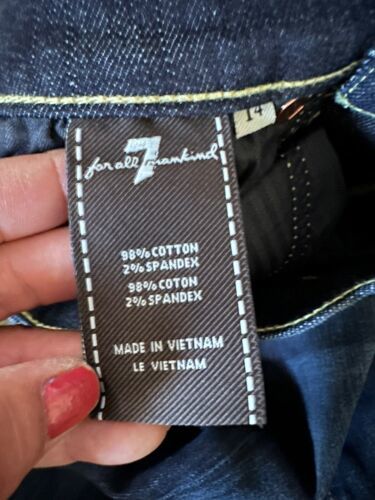 14
7
for all mankind
98% COTTON
2% SPANDEX
98% COTON
2% SPANDEX
MADE IN VIETNAM
LE VIETNAM